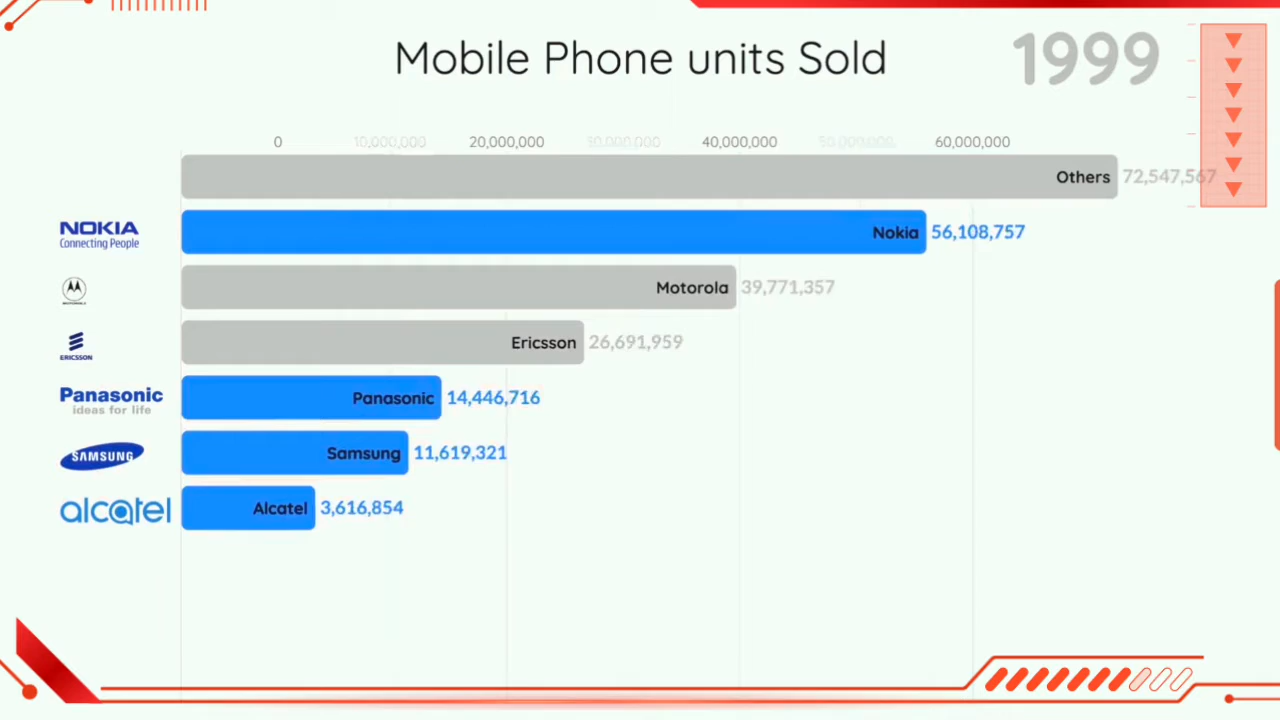 Mobile Phone units Sold
1999
0 10,000,000 20,000,000 30,000,000 40,000,000 50,000,000 60,000,000
Others 72,547,567
NOKIA
Connecting People
Nokia 56,108,757
MOTOROLA
Motorola 39,771,357
ERICSSON
Ericsson 26,691,959
Panasonic
ideas for life
Panasonic 14,446,716
SAMSUNG
Samsung 11,619,321
alcatel
Alcatel 3,616,854